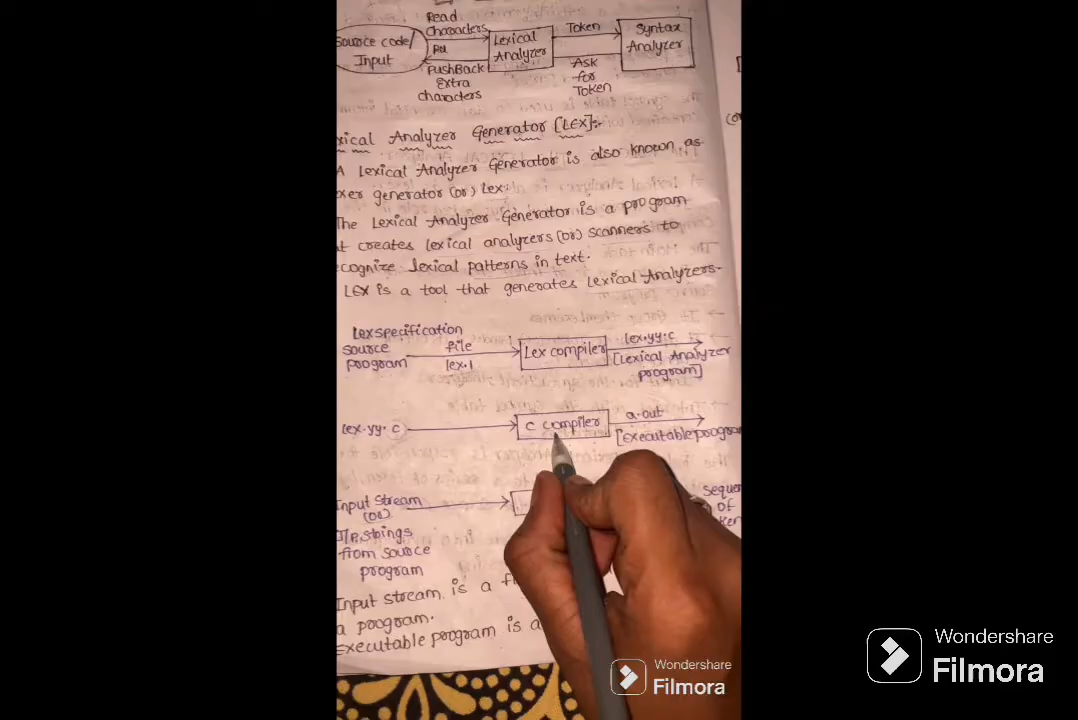 Read
Characters
Source code/
Input
Lexical
Analyzer
Token
Syntax
Analyzer
PushBack
Extra
characters
Ask
for
Token
xical Analyzer Generator [LEX]:-
A Lexical Analyzer Generator is also known as
xer generator (or) Lex.
The Lexical Analyzer Generator is a program
t creates lexical analyzers (or) scanners to
ecognize lexical patterns in text.
LEX is a tool that generates Lexical Analyzers.
Lex specification
source
program
file
lex.l
Lex compiler
lex.yy.c
[Lexical Analyzer
program]
lex.yy.c
C compiler
a.out
[Executable program
Input stream
(or)
I/P strings
from source
program
sequen
of
ken
Input stream is a f
a program.
Executable program is a
Wondershare
Filmora
Wondershare
Filmora